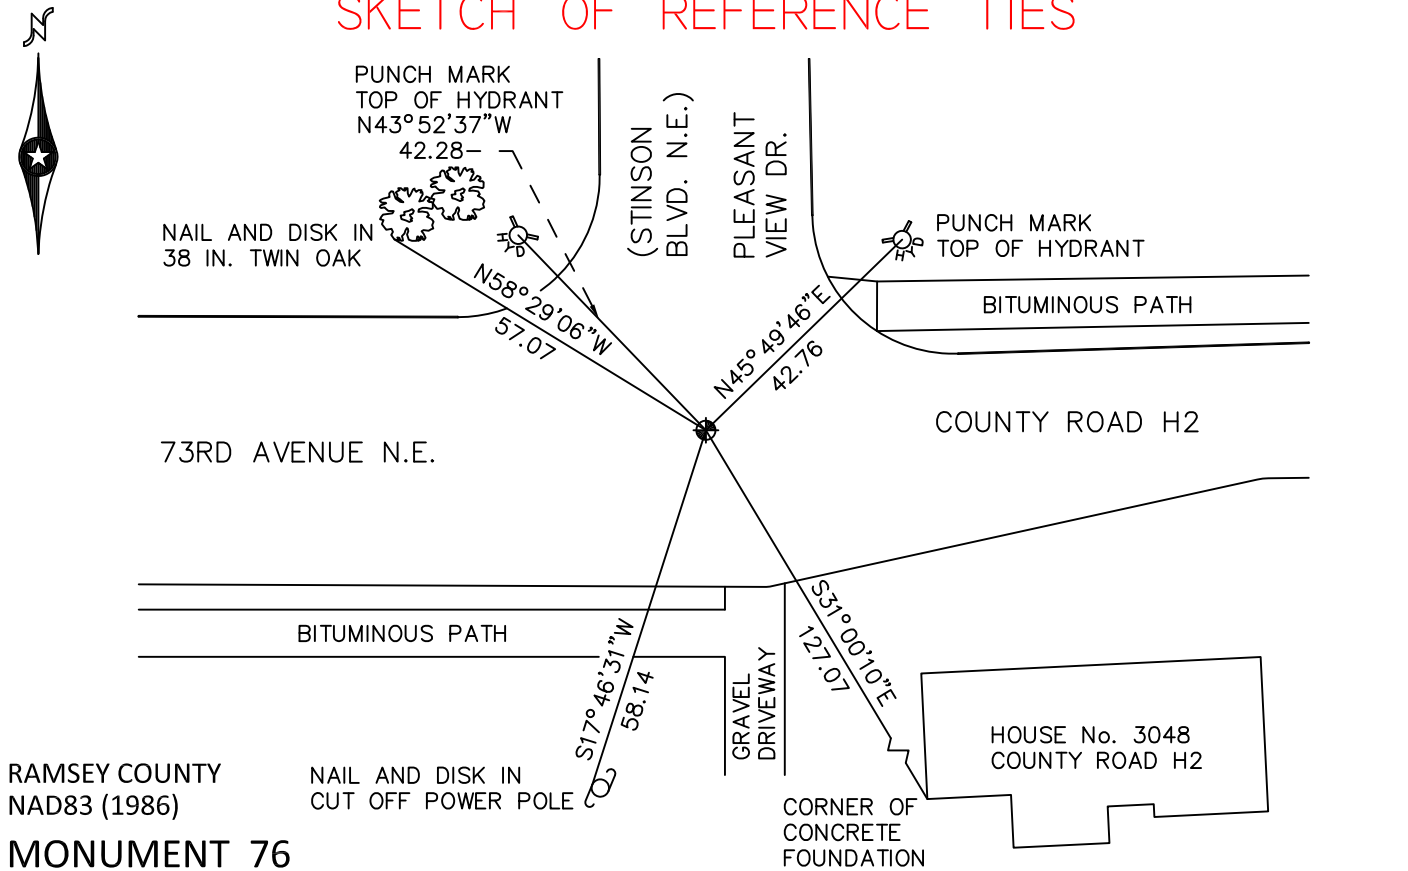 SKETCH OF REFERENCE TIES
N
PUNCH MARK
TOP OF HYDRANT
N43°52'37"W
42.28
(STINSON
BLVD. N.E.)
PLEASANT
VIEW DR.
NAIL AND DISK IN
38 IN. TWIN OAK
HYD
HYD
PUNCH MARK
TOP OF HYDRANT
N58°29'06"W
57.07
N45°49'46"E
42.76
BITUMINOUS PATH
73RD AVENUE N.E.
COUNTY ROAD H2
BITUMINOUS PATH
S17°46'31"W
58.14
S31°00'10"E
127.07
GRAVEL
DRIVEWAY
HOUSE No. 3048
COUNTY ROAD H2
NAIL AND DISK IN
CUT OFF POWER POLE
CORNER OF
CONCRETE
FOUNDATION
RAMSEY COUNTY
NAD83 (1986)
MONUMENT 76